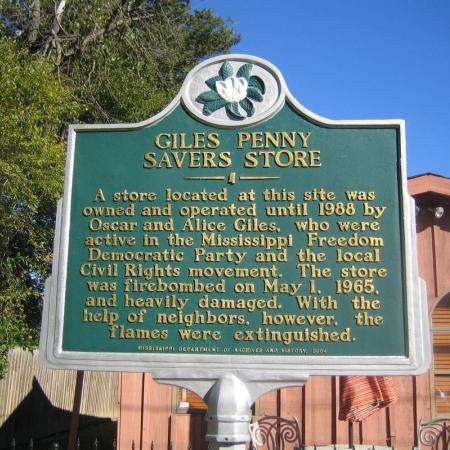 GILES PENNY
SAVERS STORE
A store located at this site was
owned and operated until 1988 by
Oscar and Alice Giles, who were
active in the Mississippi Freedom
Democratic Party and the local
Civil Rights movement. The store
was firebombed on May 1, 1965,
and heavily damaged. With the
help of neighbors, however, the
flames were extinguished.
MISSISSIPPI DEPARTMENT OF ARCHIVES AND HISTORY, 2004